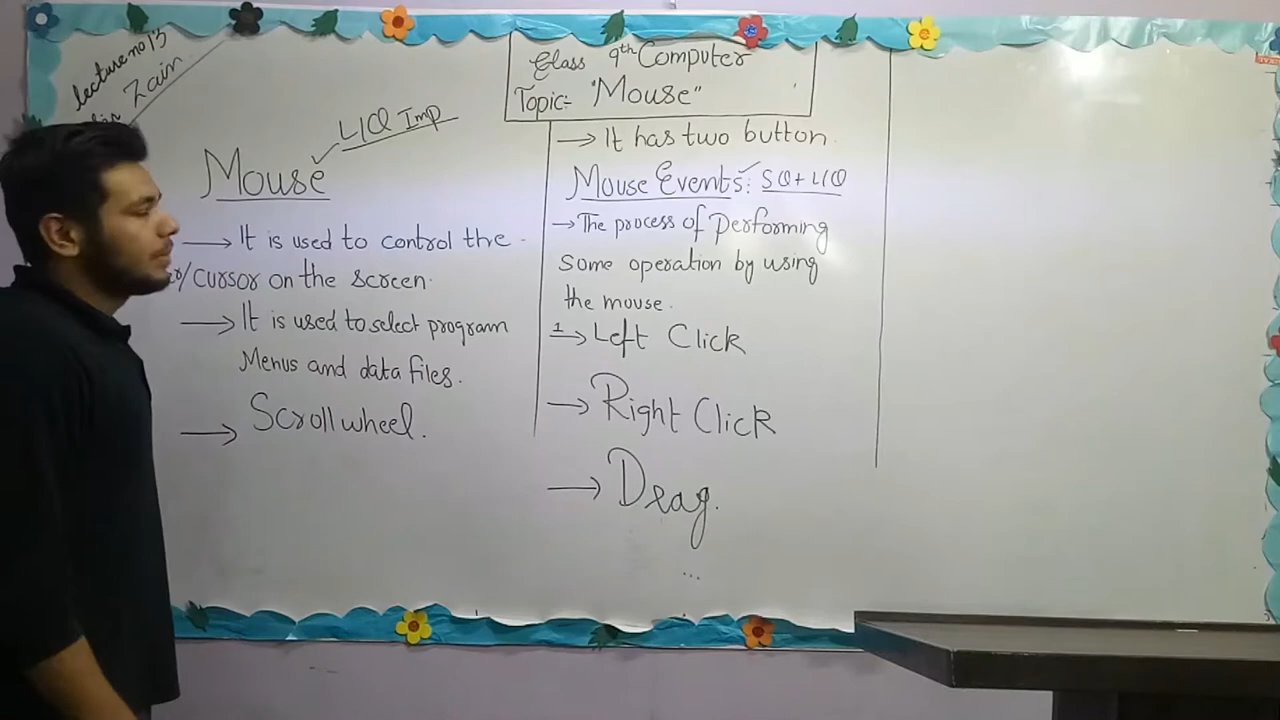 lecture no 13
Zain
Class 9th Computer
Topic:- "Mouse"
L/Q Imp
Mouse
→ It is used to control the
/cursor on the screen.
→ It is used to select program
Menus and data files.
→ Scroll wheel.
→ It has two button
Mouse Events: SQ+L/Q
→ The process of performing
some operation by using
the mouse.
1→ Left Click
→ Right Click
→ Drag.
...